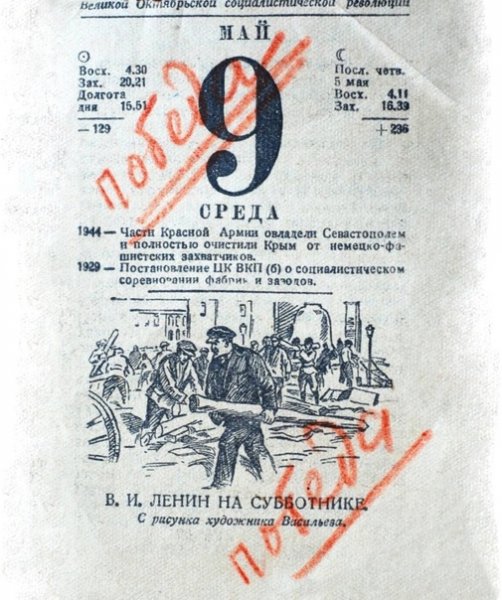 Великой Октябрьской социалистической революции
МАЙ
Восх. 4.30
Зах. 20.21
Долгота
дня 15.51
— 129
9
Посл. четв.
5 мая
Восх. 4.11
Зах. 16.39
+ 236
победа
СРЕДА
1944 — Части Красной Армии овладели Севастополем
и полностью очистили Крым от немецко-фа-
шистских захватчиков.
1929 — Постановление ЦК ВКП (б) о социалистическом
соревновании фабрик и заводов.
В. И. ЛЕНИН НА СУББОТНИКЕ.
С рисунка художника Васильева.
победа